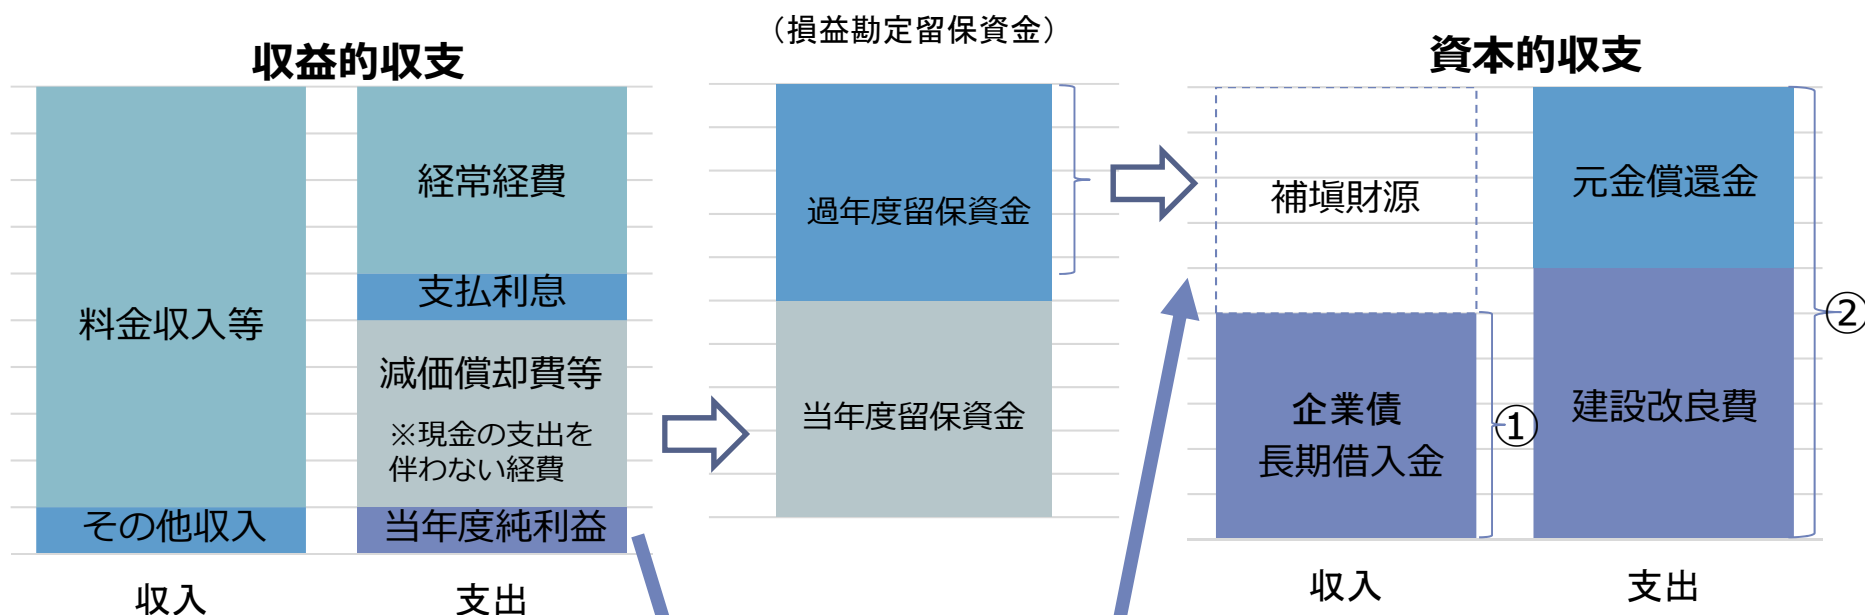 （損益勘定留保資金）
収益的収支
料金収入等
その他収入
収入
経常経費
支払利息
減価償却費等
※現金の支出を
伴わない経費
当年度純利益
支出
過年度留保資金
当年度留保資金
資本的収支
補塡財源
企業債
長期借入金
①
収入
元金償還金
建設改良費
②
支出